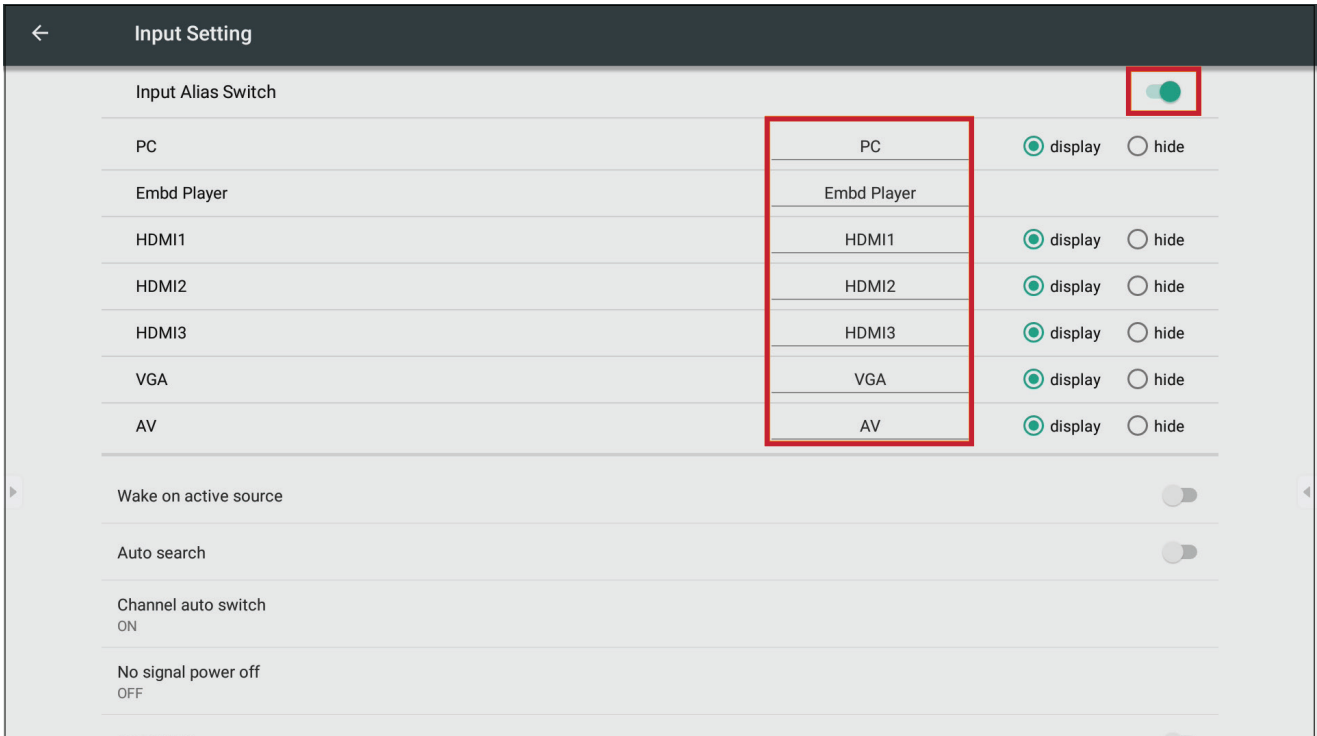 Input Setting
Input Alias Switch
PC PC display hide
Embd Player Embd Player
HDMI1 HDMI1 display hide
HDMI2 HDMI2 display hide
HDMI3 HDMI3 display hide
VGA VGA display hide
AV AV display hide
Wake on active source
Auto search
Channel auto switch
ON
No signal power off
OFF